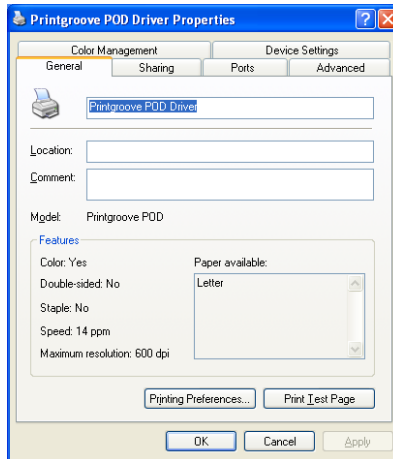 Printgroove POD Driver Properties
?
Color Management Device Settings
General Sharing Ports Advanced
Printgroove POD Driver
Location:
Comment:
Model: Printgroove POD
Features
Color: Yes Paper available:
Double-sided: No Letter
Staple: No
Speed: 14 ppm
Maximum resolution: 600 dpi
Printing Preferences... Print Test Page
OK Cancel Apply